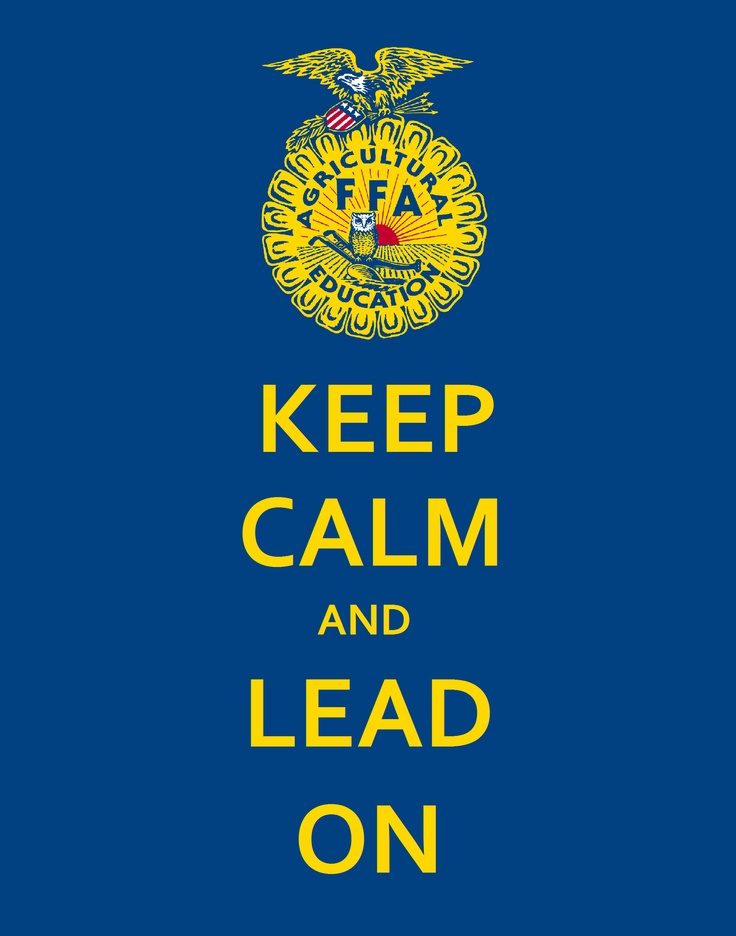 AGRICULTURAL
FFA
EDUCATION
KEEP
CALM
AND
LEAD
ON